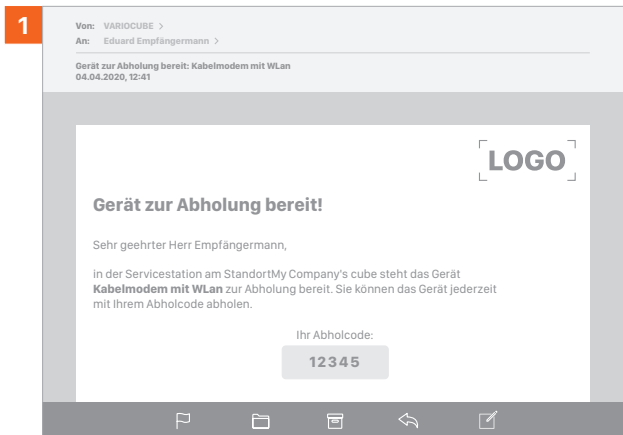 1
Von: VARIOCUBE >
An: Eduard Empfängermann >
Gerät zur Abholung bereit: Kabelmodem mit WLan
04.04.2020, 12:41
LOGO
Gerät zur Abholung bereit!
Sehr geehrter Herr Empfängermann,
in der Servicestation am StandortMy Company's cube steht das Gerät
Kabelmodem mit WLan zur Abholung bereit. Sie können das Gerät jederzeit
mit Ihrem Abholcode abholen.
Ihr Abholcode:
12345